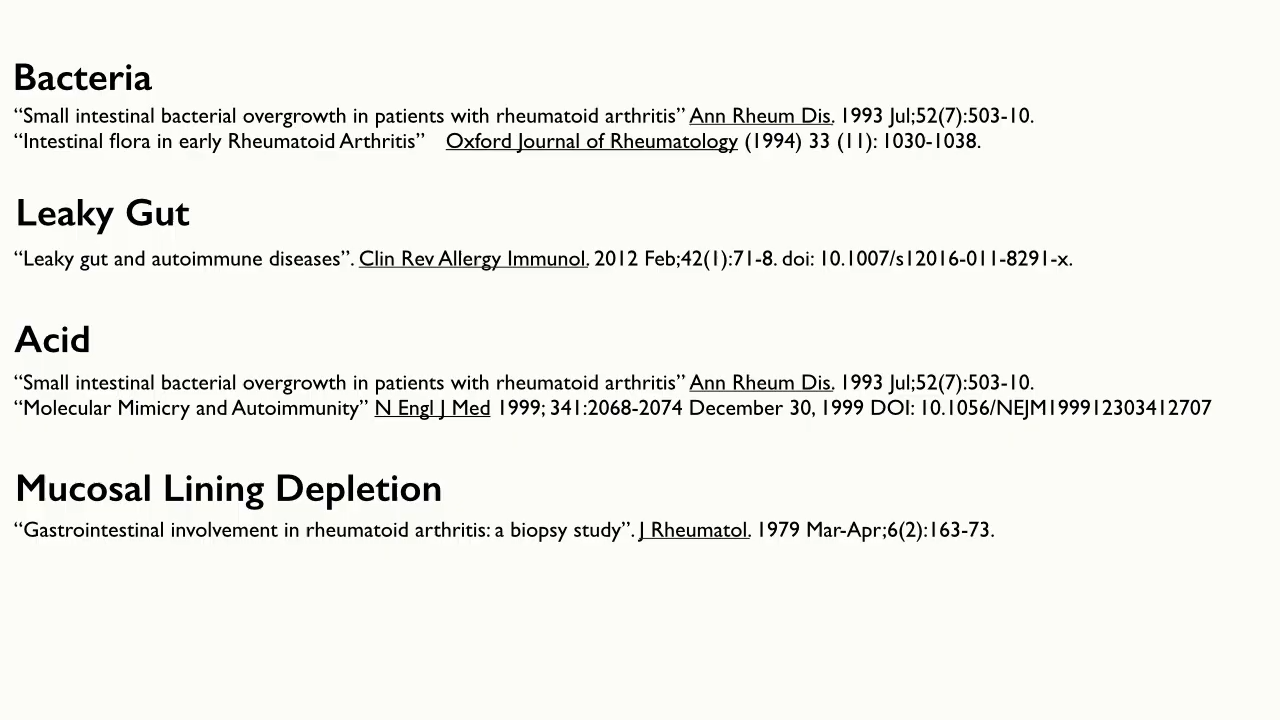 Bacteria
“Small intestinal bacterial overgrowth in patients with rheumatoid arthritis” Ann Rheum Dis. 1993 Jul;52(7):503-10.
“Intestinal flora in early Rheumatoid Arthritis” Oxford Journal of Rheumatology (1994) 33 (11): 1030-1038.
Leaky Gut
“Leaky gut and autoimmune diseases”. Clin Rev Allergy Immunol. 2012 Feb;42(1):71-8. doi: 10.1007/s12016-011-8291-x.
Acid
“Small intestinal bacterial overgrowth in patients with rheumatoid arthritis” Ann Rheum Dis. 1993 Jul;52(7):503-10.
“Molecular Mimicry and Autoimmunity” N Engl J Med 1999; 341:2068-2074 December 30, 1999 DOI: 10.1056/NEJM199912303412707
Mucosal Lining Depletion
“Gastrointestinal involvement in rheumatoid arthritis: a biopsy study”. J Rheumatol. 1979 Mar-Apr;6(2):163-73.